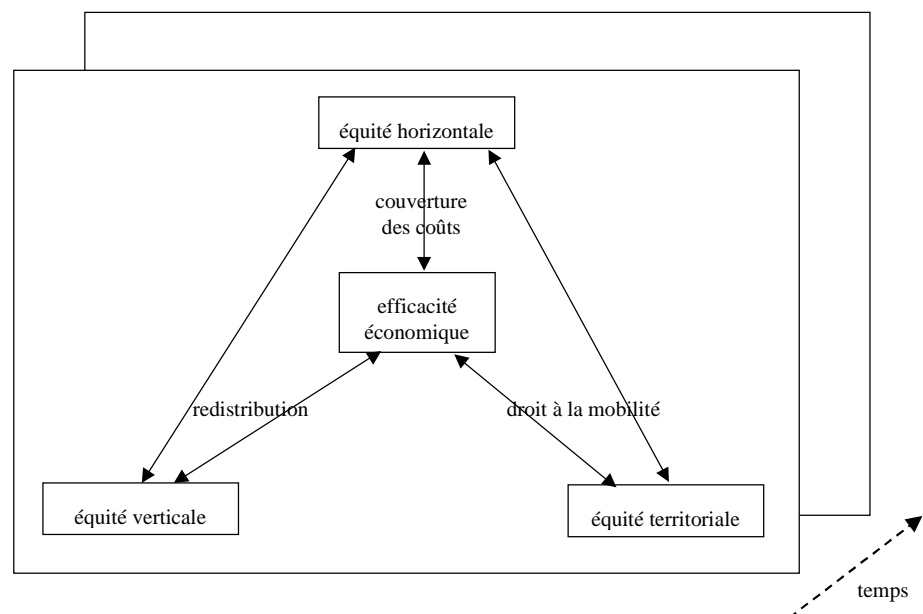 équité horizontale
couverture
des coûts
efficacité
économique
redistribution
droit à la mobilité
équité verticale
équité territoriale
temps